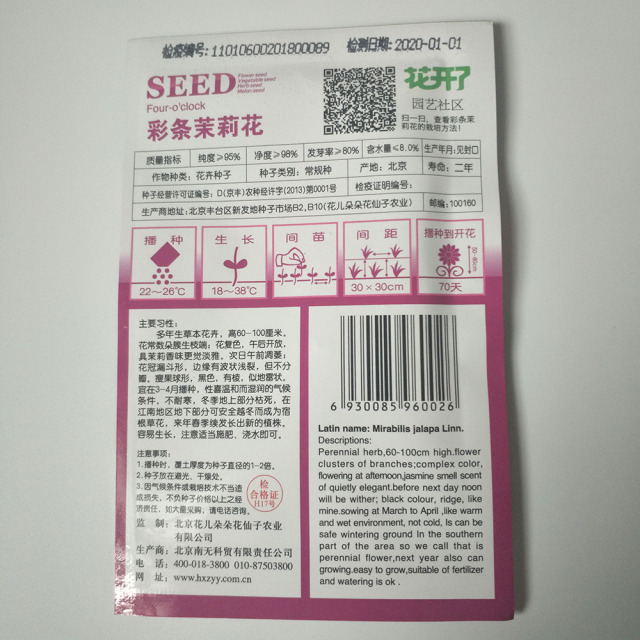 检疫编号:11010600201800089 检测日期:2020-01-01
SEED
Flower seed
Vegetable seed
Herb seed
Melon seed
Four-o'clock
彩条茉莉花
花开了
园艺社区
扫一扫，查看彩条茉
莉花的栽培方法!
质量指标 纯度≥95% 净度≥98% 发芽率≥80% 含水量≤8.0% 生产年月:见封口
作物种类: 花卉种子 种子类别: 常规种 产地: 北京 寿命: 二年
种子经营许可证编号: D(京丰)农种经许字(2013)第0001号 检疫证明编号:
生产商地址: 北京丰台区新发地种子市场B2,B10(花儿朵朵花仙子农业) 邮编:100160
播种 生长 间苗 间距 播种到开花
30-80cm
22~26℃ 18~38℃ 30×30cm 70天
主要习性:
多年生草本花卉，高60-100厘米。
花常数朵簇生枝端；花复色，午后开放，
具茉莉香味更觉淡雅，次日午前凋萎；
花冠漏斗形，边缘有波状浅裂，但不分
瓣。瘦果球形，黑色，有棱，似地雷状。
宜在3-4月播种，性喜温和而湿润的气候
条件，不耐寒，冬季地上部分枯死，在
江南地区地下部分可安全越冬而成为宿
根草花，来年春季续发长出新的植株。
容易生长，注意适当施肥，浇水即可。
注意事项:
1.播种时，覆土厚度为种子直径的1-2倍。
2.种子放在避光、干燥处。
3.因气候条件或栽培技术不当造
成损失，不负种子价格以上之经
济责任，如大量采购，请电话咨询。
检
合格证
H17号
监 制: 北京花儿朵朵花仙子农业
有限公司
生产商: 北京南无科贸有限责任公司
电 话: 400-018-3800 010-87503800
网 址: www.hxzyy.com.cn
6 930085 960026
Latin name: Mirabilis jalapa Linn.
Descriptions:
Perennial herb,60-100cm high.flower
clusters of branches;complex color,
flowering at afternoon,jasmine smell scent
of quietly elegant.before next day noon
will be wither; black colour, ridge, like
mine.sowing at March to April ,like warm
and wet environment, not cold, Is can be
safe wintering ground In the southern
part of the area so we call that is
perennial flower,next year also can
growing.easy to grow,suitable of fertilizer
and watering is ok .